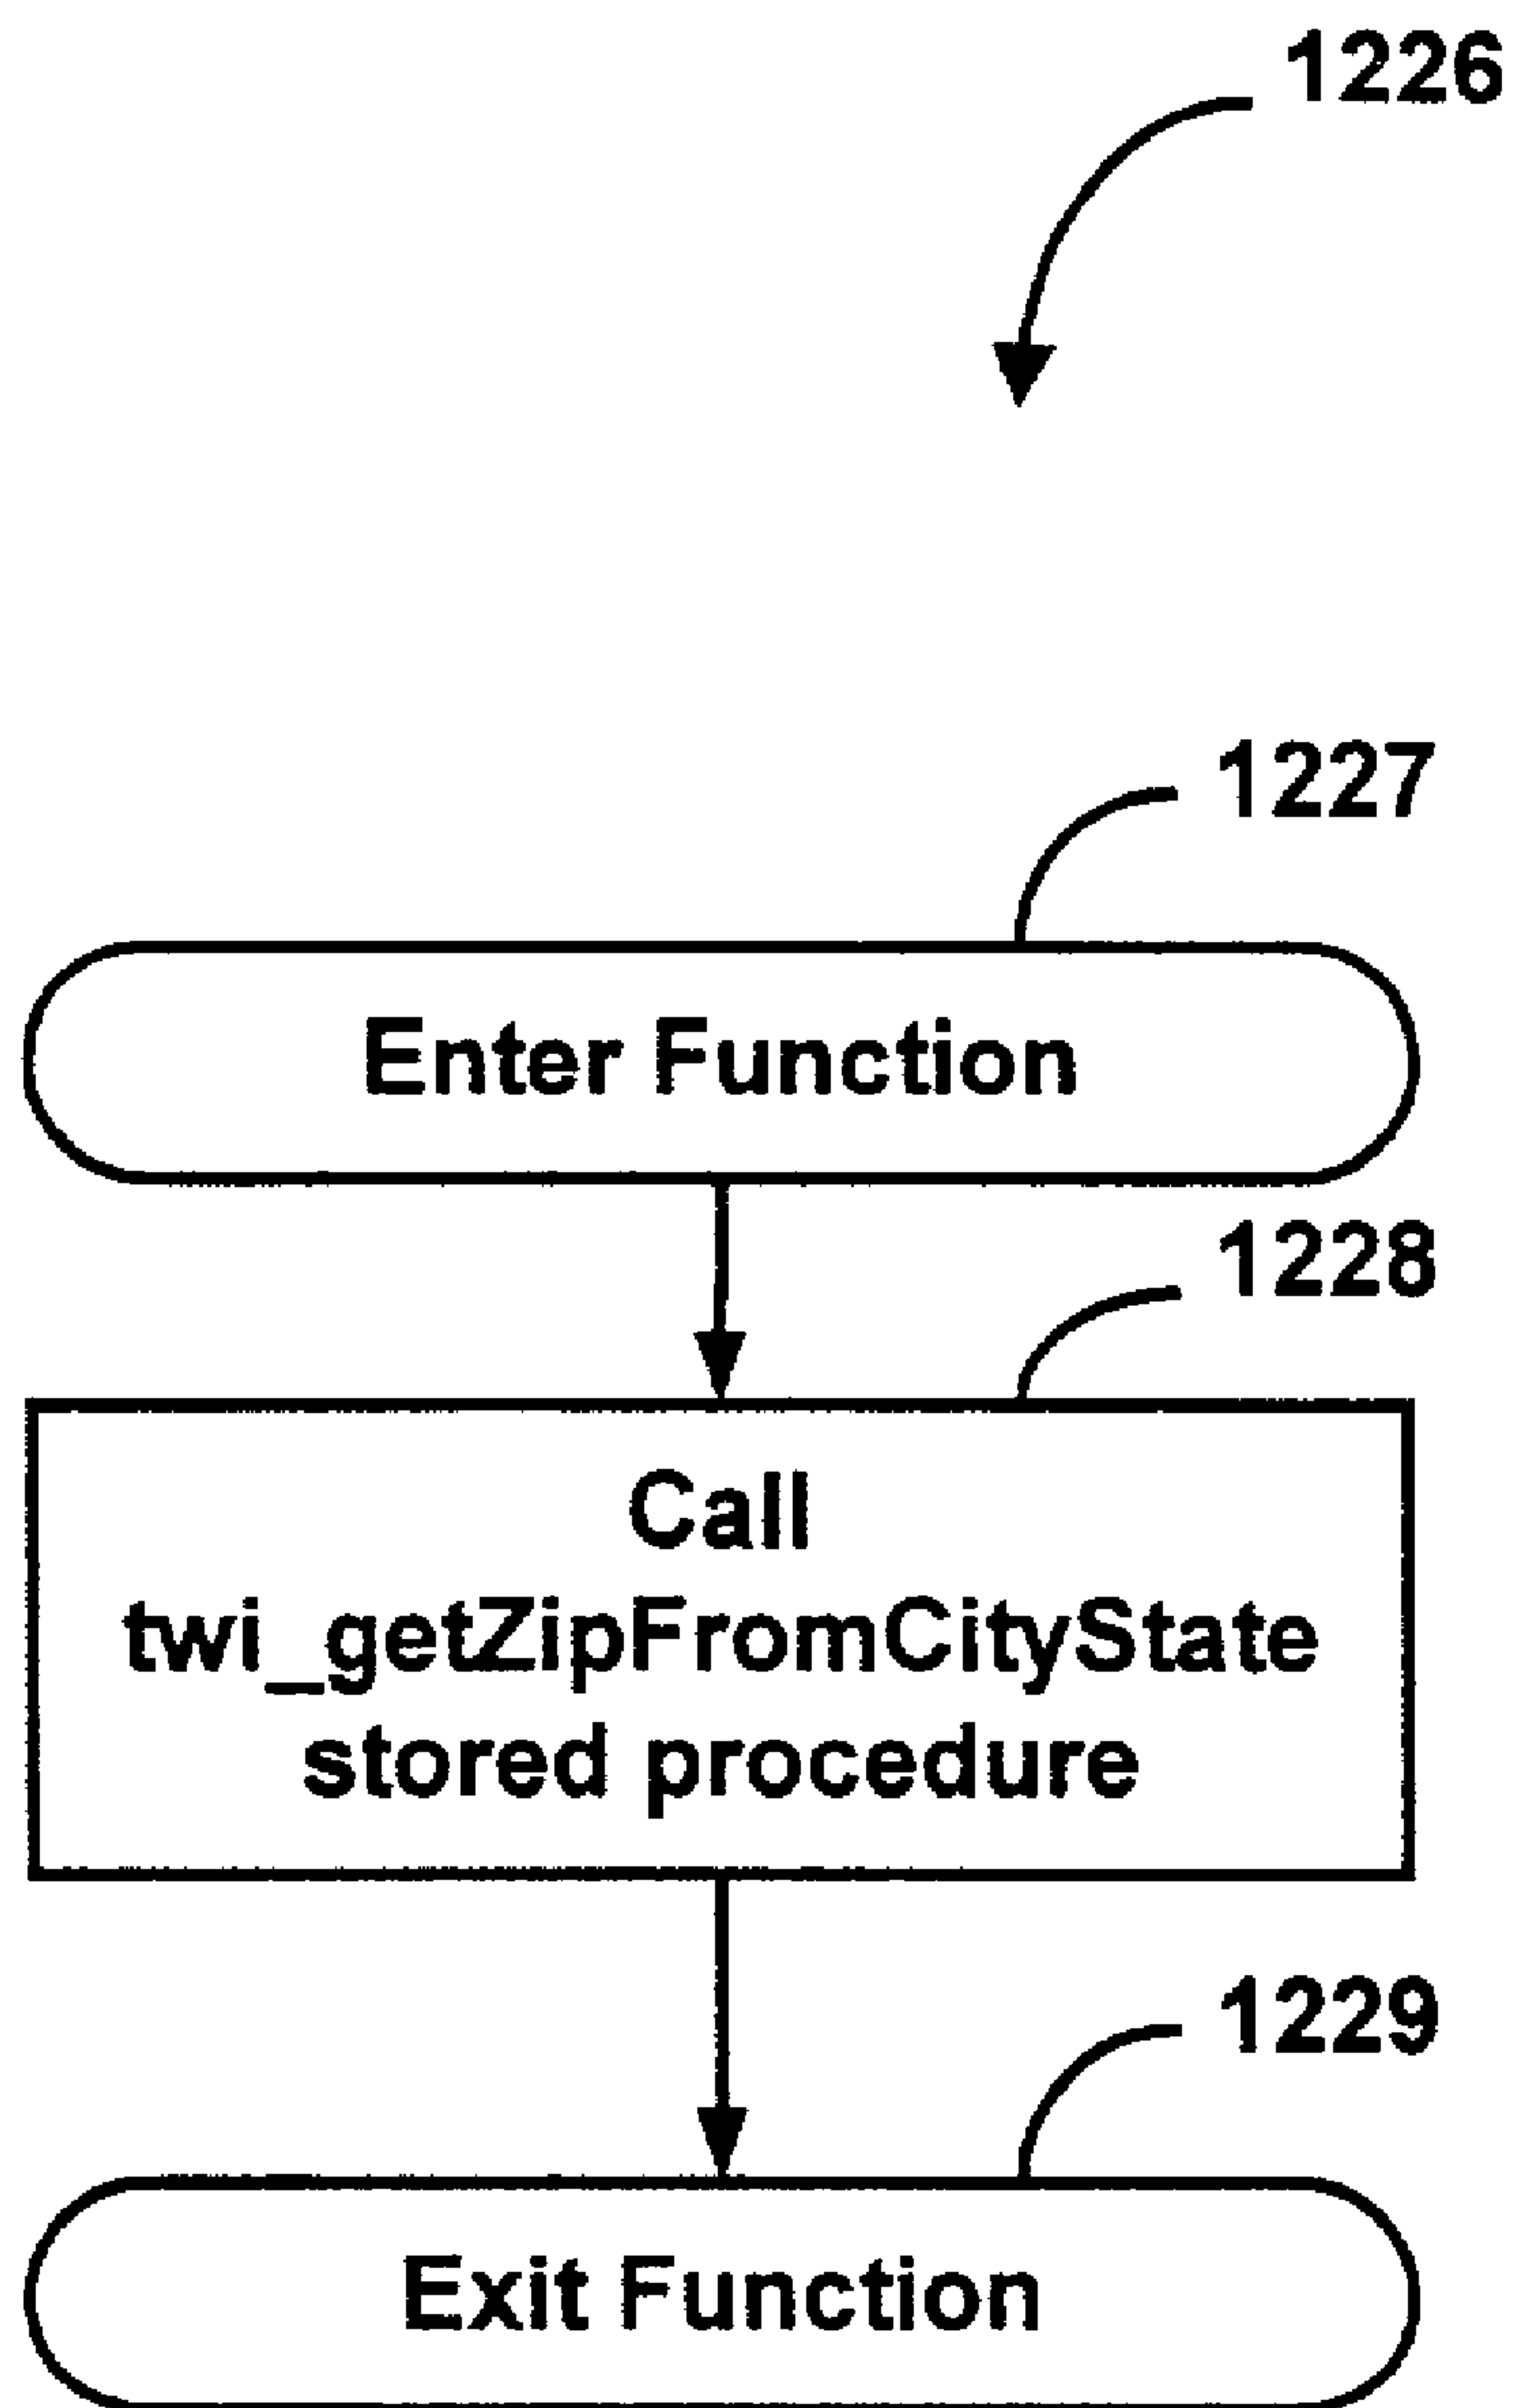 1226
1227
Enter Function
1228
Call
twi_getZipFromCityState
stored procedure
1229
Exit Function